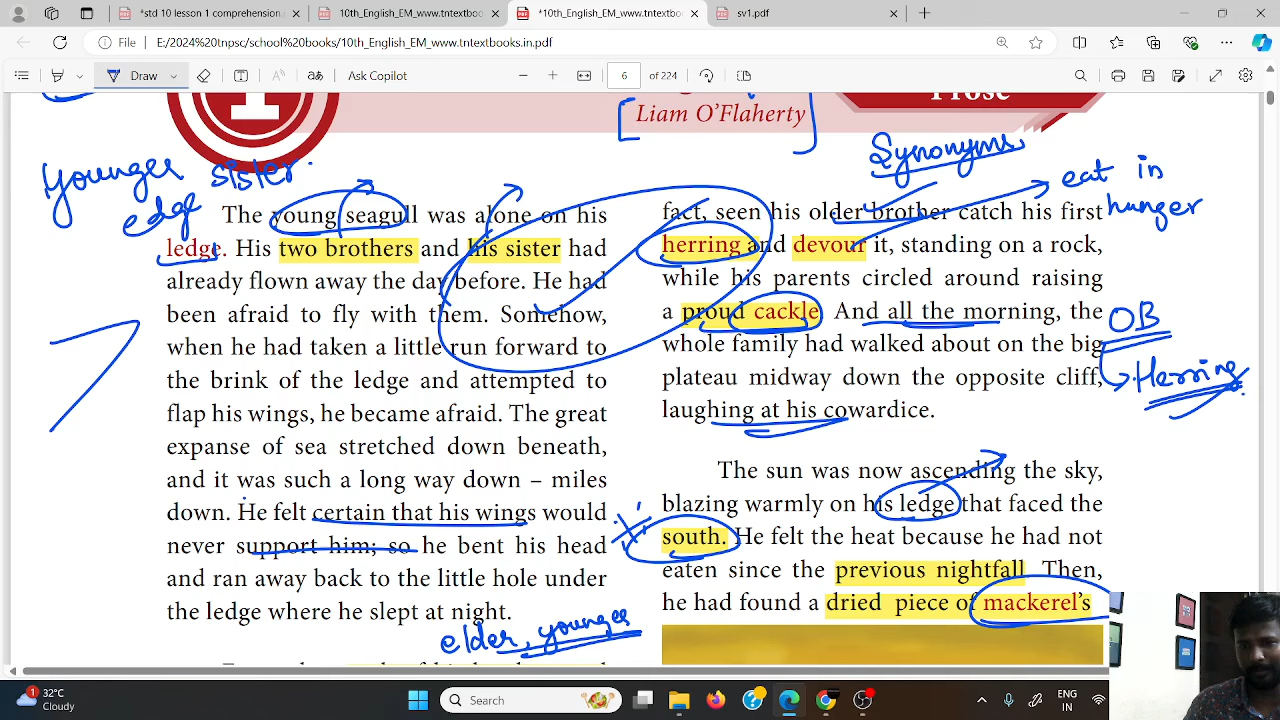 *std 10 lesson 1 comprehension.p
10th_English_EM_www.tntextbooks.in
*10th_English_EM_www.tntextbooks.in
sv1.pdf
File E:/2024%20tnpsc/school%20books/10th_English_EM_www.tntextbooks.in.pdf
Draw
Ask Copilot
6 of 224
Prose
Liam O'Flaherty
Synonyms
Younger sister.
edge
eat in
hunger
The young seagull was alone on his
ledge. His two brothers and his sister had
already flown away the day before. He had
been afraid to fly with them. Somehow,
when he had taken a little run forward to
the brink of the ledge and attempted to
flap his wings, he became afraid. The great
expanse of sea stretched down beneath,
and it was such a long way down – miles
down. He felt certain that his wings would
never support him; so he bent his head
and ran away back to the little hole under
the ledge where he slept at night.
elder, younger
fact, seen his older brother catch his first
herring and devour it, standing on a rock,
while his parents circled around raising
a proud cackle. And all the morning, the
whole family had walked about on the big
plateau midway down the opposite cliff,
laughing at his cowardice.
OB
Herring
The sun was now ascending the sky,
blazing warmly on his ledge that faced the
south. He felt the heat because he had not
eaten since the previous nightfall. Then,
he had found a dried piece of mackerel's
1
32°C
Cloudy
Search
ENG
IN